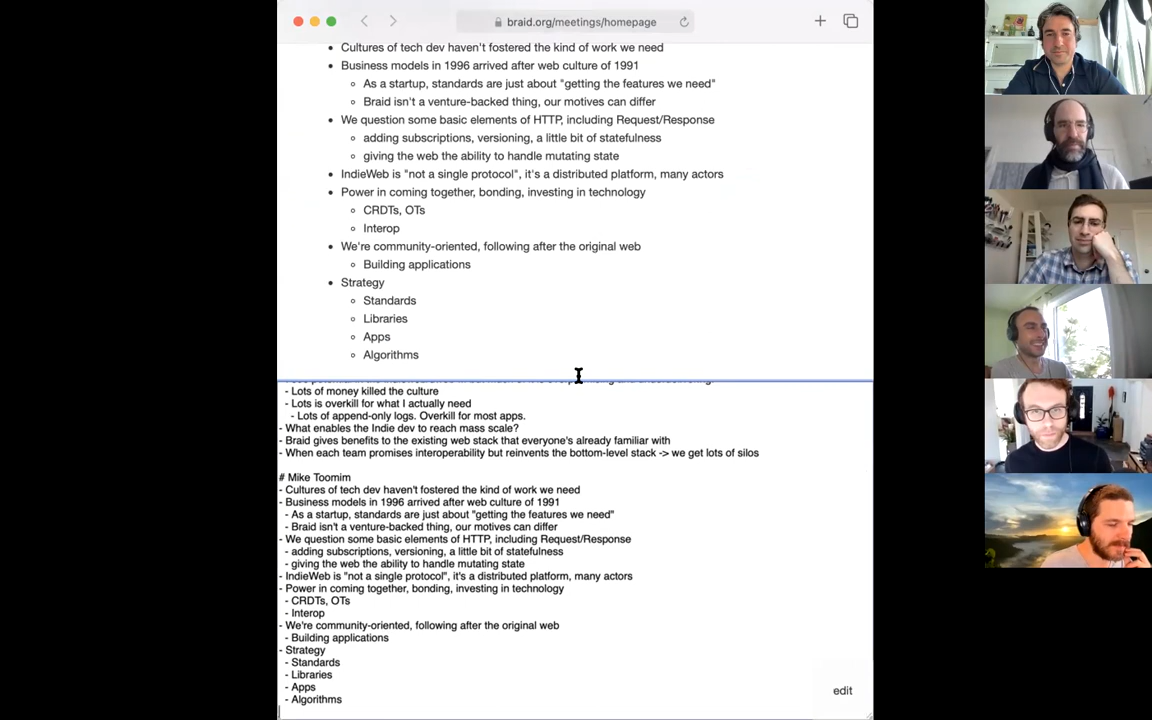 braid.org/meetings/homepage
Cultures of tech dev haven't fostered the kind of work we need
Business models in 1996 arrived after web culture of 1991
As a startup, standards are just about "getting the features we need"
Braid isn't a venture-backed thing, our motives can differ
We question some basic elements of HTTP, including Request/Response
adding subscriptions, versioning, a little bit of statefulness
giving the web the ability to handle mutating state
IndieWeb is "not a single protocol", it's a distributed platform, many actors
Power in coming together, bonding, investing in technology
CRDTs, OTs
Interop
We're community-oriented, following after the original web
Building applications
Strategy
Standards
Libraries
Apps
Algorithms
- Lots of money killed the culture
- Lots is overkill for what I actually need
- Lots of append-only logs. Overkill for most apps.
- What enables the Indie dev to reach mass scale?
- Braid gives benefits to the existing web stack that everyone's already familiar with
- When each team promises interoperability but reinvents the bottom-level stack -> we get lots of silos
# Mike Toomim
- Cultures of tech dev haven't fostered the kind of work we need
- Business models in 1996 arrived after web culture of 1991
- As a startup, standards are just about "getting the features we need"
- Braid isn't a venture-backed thing, our motives can differ
- We question some basic elements of HTTP, including Request/Response
- adding subscriptions, versioning, a little bit of statefulness
- giving the web the ability to handle mutating state
- IndieWeb is "not a single protocol", it's a distributed platform, many actors
- Power in coming together, bonding, investing in technology
- CRDTs, OTs
- Interop
- We're community-oriented, following after the original web
- Building applications
- Strategy
- Standards
- Libraries
- Apps
- Algorithms
edit